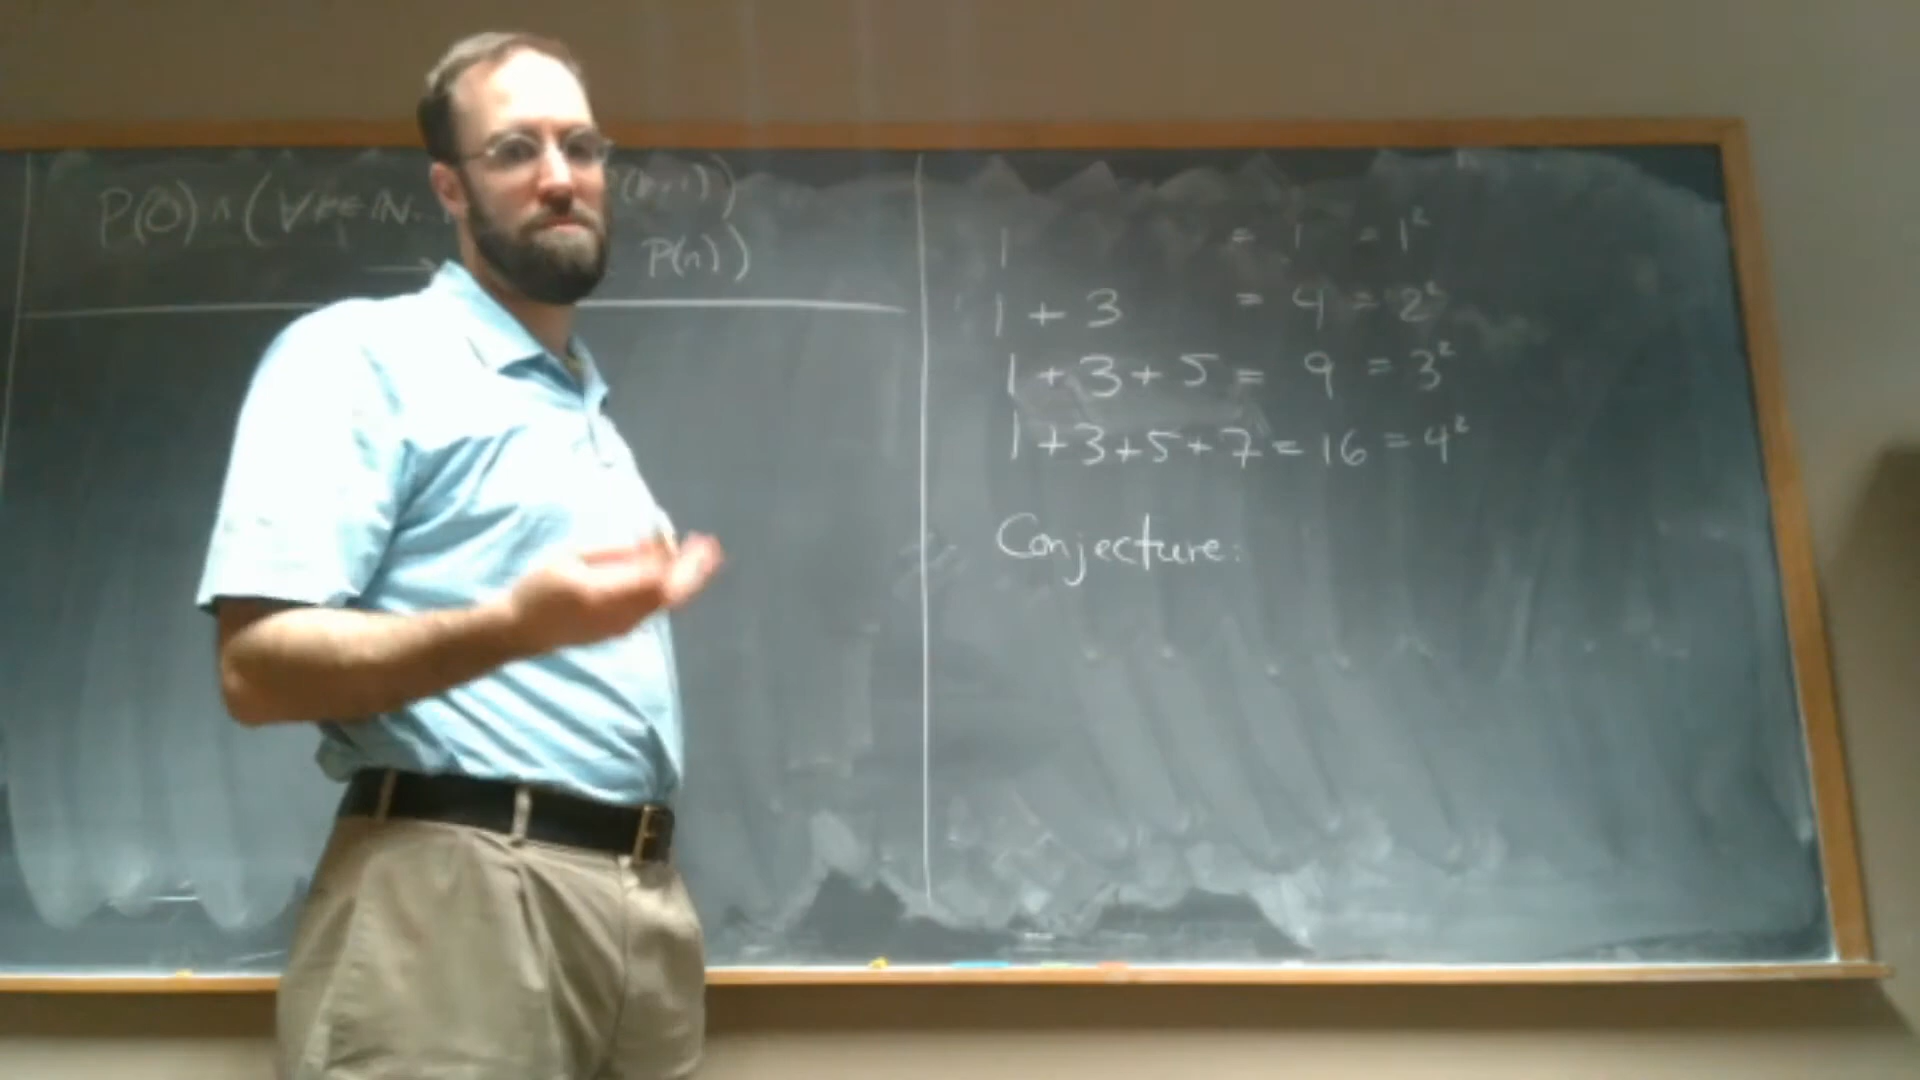 P(0) ∧ (∀k∈ℕ.
P(n))
1 = 1 = 1²
1 + 3 = 4 = 2²
1 + 3 + 5 = 9 = 3²
1 + 3 + 5 + 7 = 16 = 4²
Conjecture: